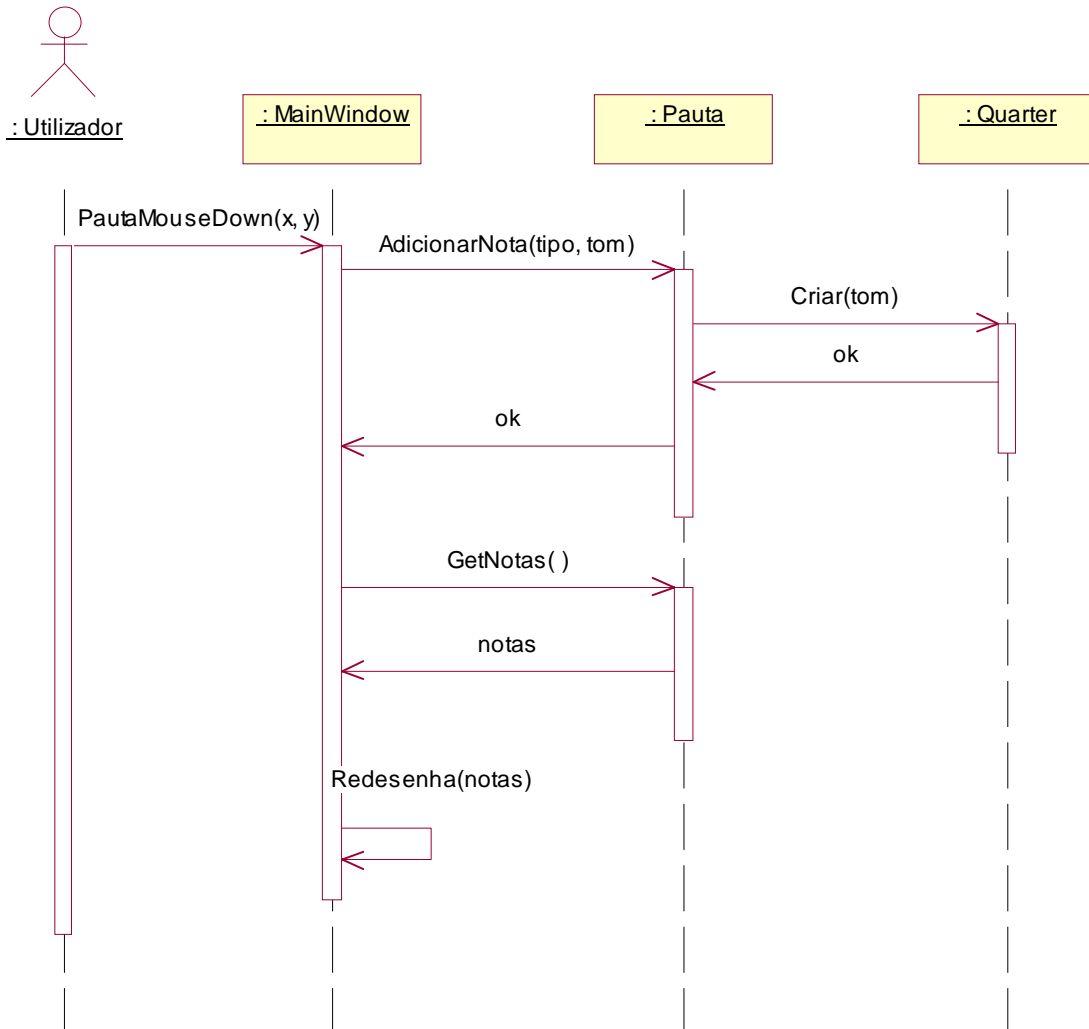 : Utilizador
: MainWindow
: Pauta
: Quarter
PautaMouseDown(x, y)
AdicionarNota(tipo, tom)
Criar(tom)
ok
ok
GetNotas( )
notas
Redesenha(notas)